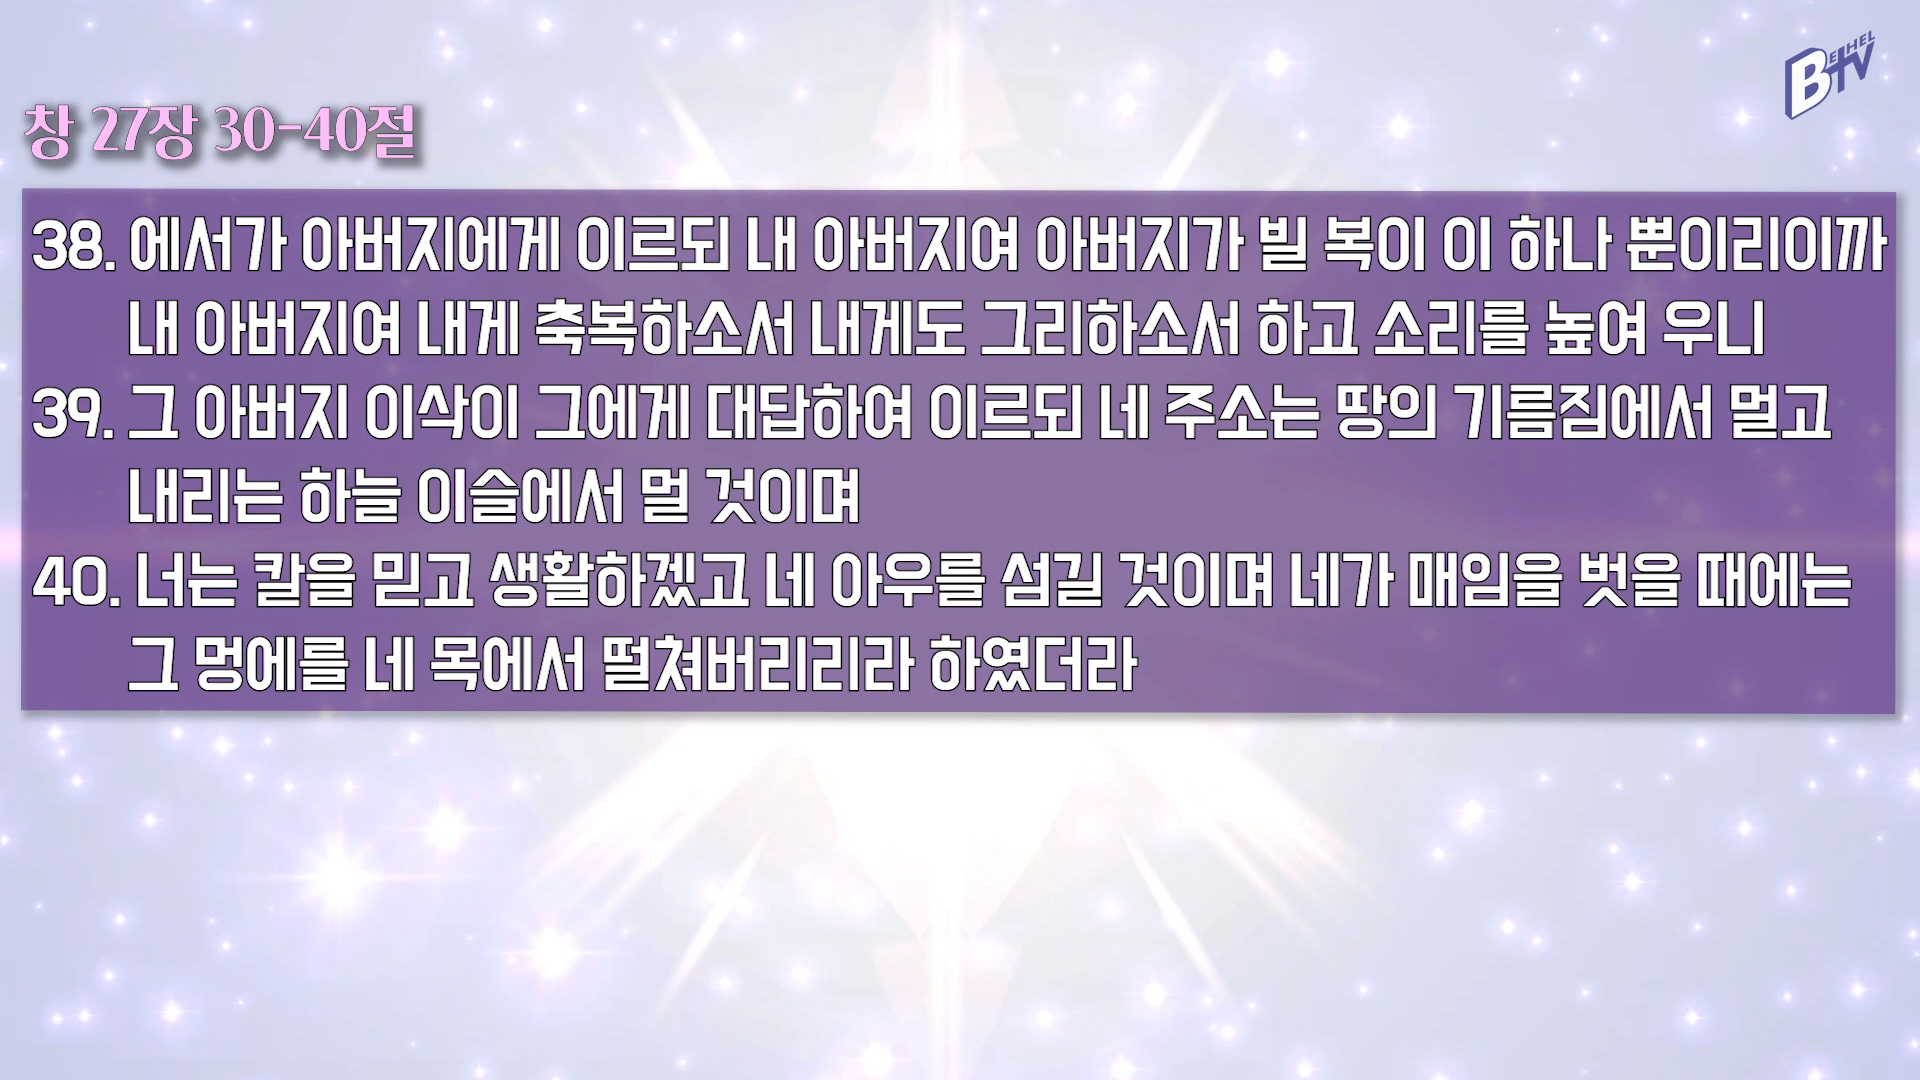 BETHEL
BTV
창 27장 30-40절
38. 에서가 아버지에게 이르되 내 아버지여 아버지가 빌 복이 이 하나 뿐이리이까
내 아버지여 내게 축복하소서 내게도 그리하소서 하고 소리를 높여 우니
39. 그 아버지 이삭이 그에게 대답하여 이르되 네 주소는 땅의 기름짐에서 멀고
내리는 하늘 이슬에서 멀 것이며
40. 너는 칼을 믿고 생활하겠고 네 아우를 섬길 것이며 네가 매임을 벗을 때에는
그 멍에를 네 목에서 떨쳐버리리라 하였더라